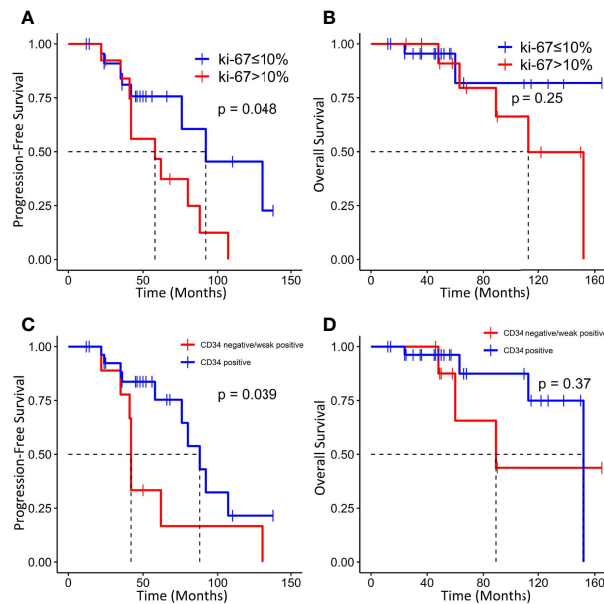 A
1.00
0.75
0.50
0.25
0.00
Progression-Free Survival
ki-67≤10%
ki-67>10%
p = 0.048
0
50
100
150
Time (Months)
B
1.00
0.75
0.50
0.25
0.00
Overall Survival
ki-67≤10%
ki-67>10%
p = 0.25
0
40
80
120
160
Time (Months)
C
1.00
0.75
0.50
0.25
0.00
Progression-Free Survival
CD34 negative/weak positive
CD34 positive
p = 0.039
0
50
100
150
Time (Months)
D
1.00
0.75
0.50
0.25
0.00
Overall Survival
CD34 negative/weak positive
CD34 positive
p = 0.37
0
40
80
120
160
Time (Months)